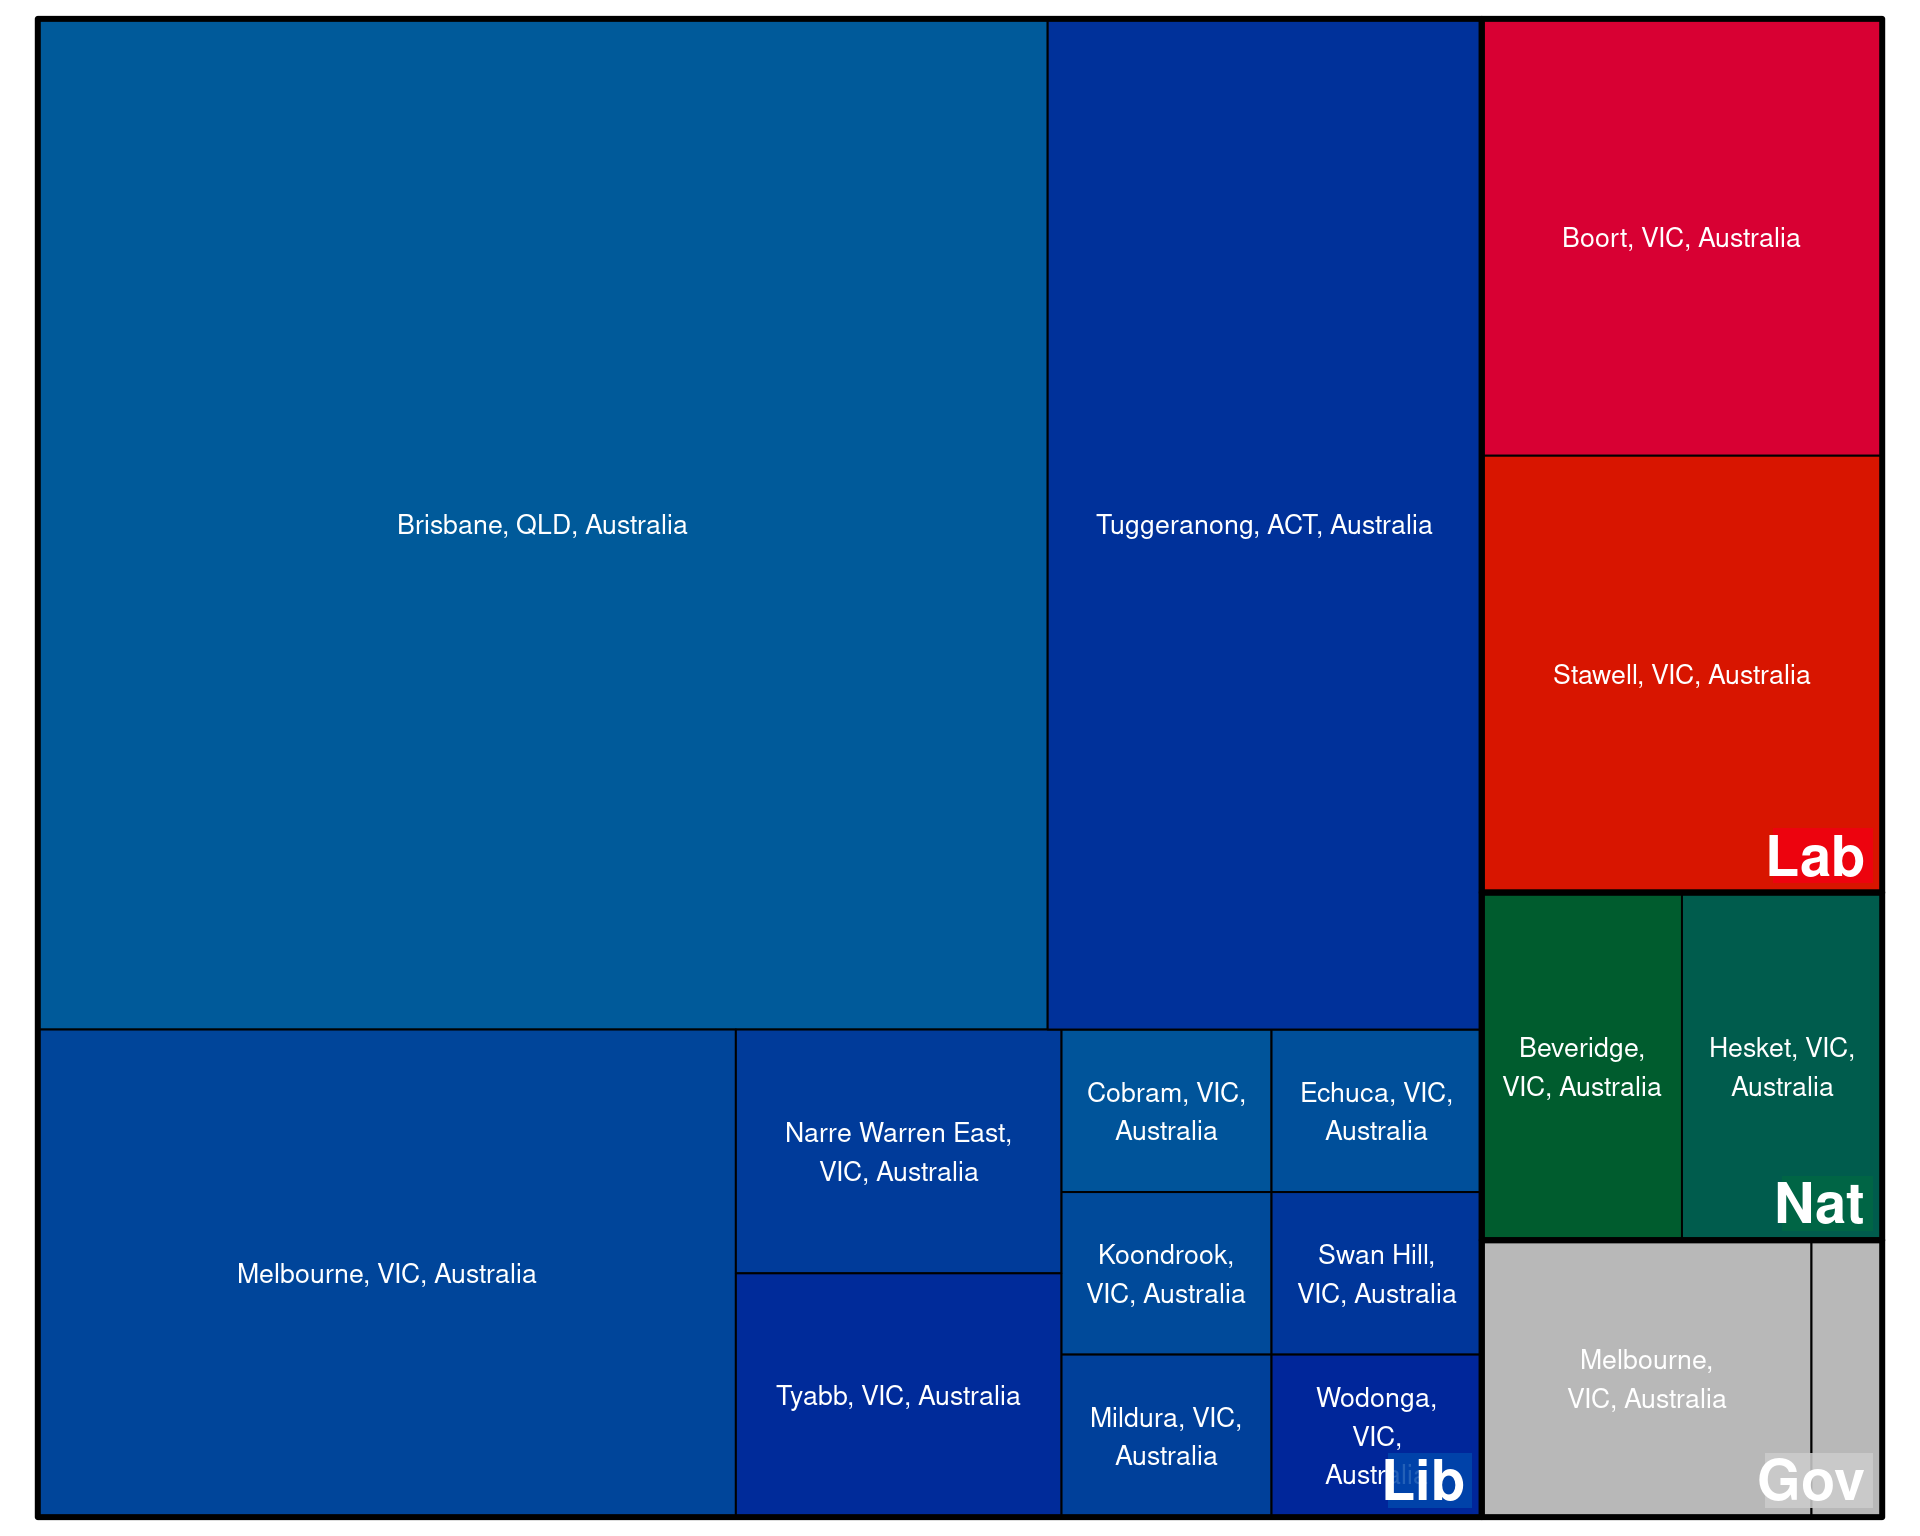 Boort, VIC, Australia
Brisbane, QLD, Australia
Tuggeranong, ACT, Australia
Stawell, VIC, Australia
Lab
Melbourne, VIC, Australia
Narre Warren East,
VIC, Australia
Tyabb, VIC, Australia
Cobram, VIC,
Australia
Echuca, VIC,
Australia
Koondrook,
VIC, Australia
Swan Hill,
VIC, Australia
Mildura, VIC,
Australia
Wodonga,
VIC,
Australia
Lib
Beveridge,
VIC, Australia
Hesket, VIC,
Australia
Nat
Melbourne,
VIC, Australia
Gov